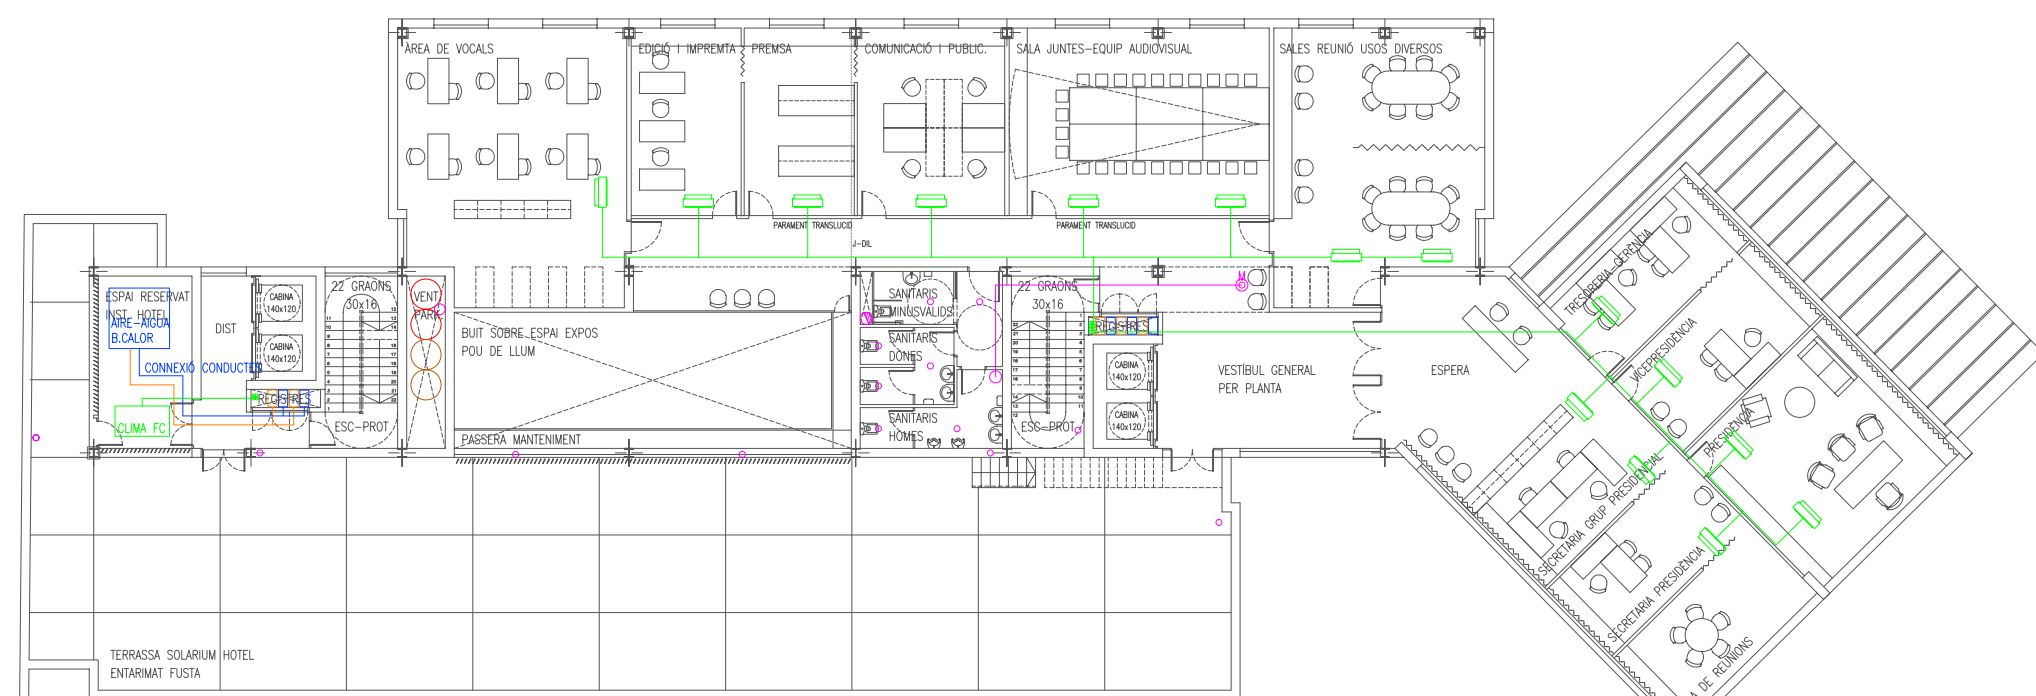 ÀREA DE VOCALS
EDICIÓ I IMPREMTA
PREMSA
COMUNICACIÓ I PUBLIC.
SALA JUNTES-EQUIP AUDIOVISUAL
SALES REUNIÓ USOS DIVERSOS
PARAMENT TRANSLUCID
PARAMENT TRANSLUCID
J-DIL
ESPAI RESERVAT
INST. HOTEL
AIRE-AIGUA
B.CALOR
CONNEXIÓ CONDUCTES
CLIMA FC
DIST
CABINA
140x120
CABINA
140x120
REGISTRES
22 GRAONS
30x16
ESC-PROT
VENT.
PARK.
BUIT SOBRE ESPAI EXPOS
POU DE LLUM
PASSERA MANTENIMENT
SANITARIS
MINUSVALIDS
SANITARIS
DONES
SANITARIS
HOMES
22 GRAONS
30x16
ESC-PROT
M
REGISTRES
CABINA
140x120
CABINA
140x120
VESTÍBUL GENERAL
PER PLANTA
ESPERA
TRESORERIA-GERÈNCIA
VICEPRESIDÈNCIA
PRESIDÈNCIA
SECRETARIA GRUP PRESIDENCIAL
SECRETARIA PRESIDÈNCIA
A DE REUNIONS
TERRASSA SOLARIUM HOTEL
ENTARIMAT FUSTA